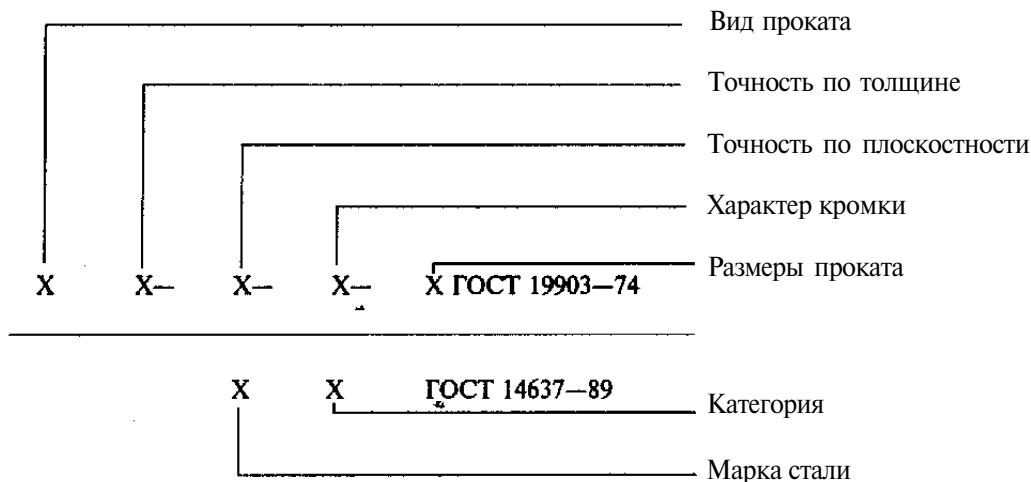 Вид проката
Точность по толщине
Точность по плоскостности
Характер кромки
Размеры проката
X X— X— X— X ГОСТ 19903—74
X X ГОСТ 14637—89
Категория
Марка стали